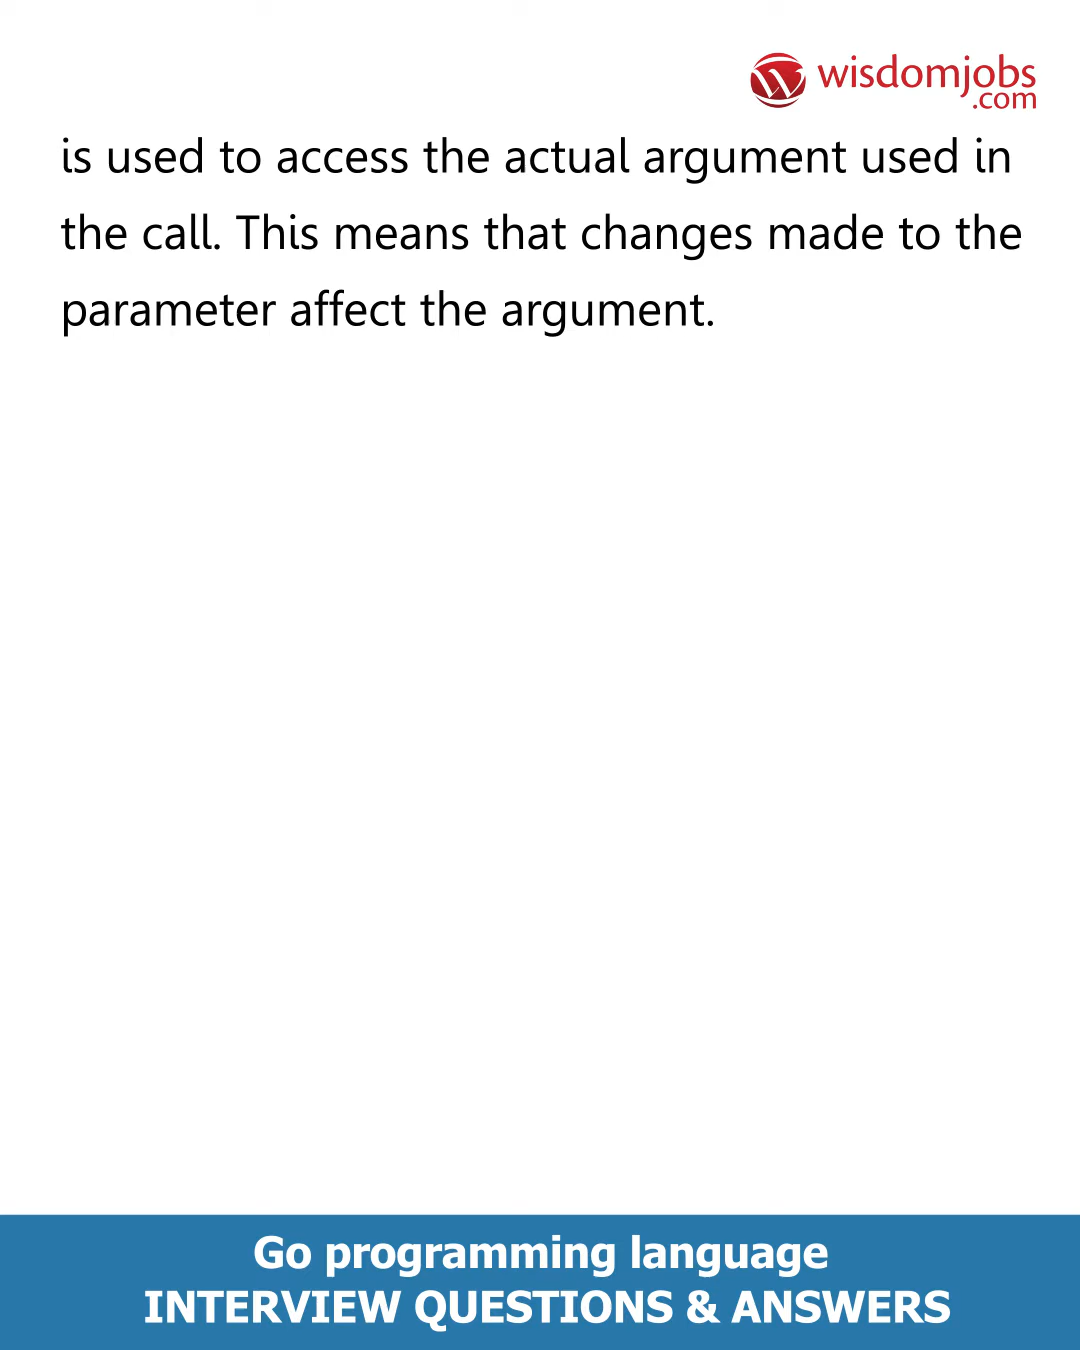 wisdomjobs
.com
is used to access the actual argument used in
the call. This means that changes made to the
parameter affect the argument.
Go programming language
INTERVIEW QUESTIONS & ANSWERS